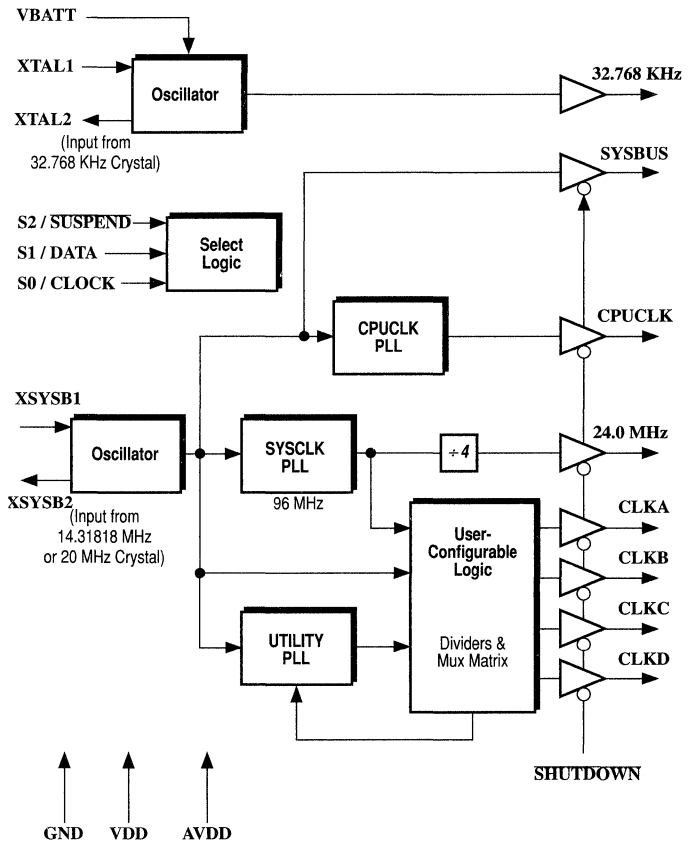 VBATT
XTAL1
Oscillator
32.768 KHz
XTAL2
(Input from
32.768 KHz Crystal)
SYSBUS
S2 / SUSPEND
S1 / DATA
S0 / CLOCK
Select
Logic
CPUCLK
PLL
CPUCLK
XSYSB1
Oscillator
XSYSB2
(Input from
14.31818 MHz
or 20 MHz Crystal)
SYSCLK
PLL
96 MHz
÷4
24.0 MHz
User-
Configurable
Logic
Dividers &
Mux Matrix
CLKA
CLKB
CLKC
CLKD
UTILITY
PLL
SHUTDOWN
GND
VDD
AVDD